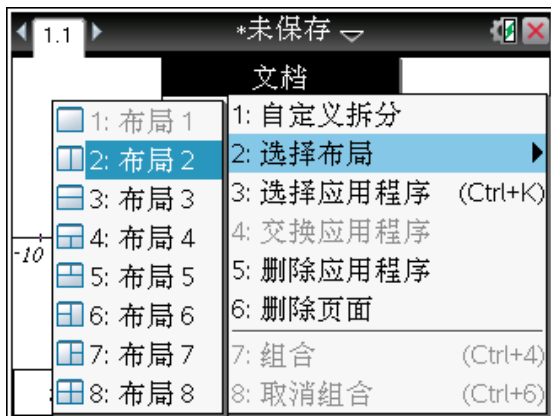 1.1
*未保存
文档
1: 自定义拆分
2: 选择布局
3: 选择应用程序 (Ctrl+K)
4: 交换应用程序
5: 删除应用程序
6: 删除页面
7: 组合 (Ctrl+4)
8: 取消组合 (Ctrl+6)
1: 布局 1
2: 布局 2
3: 布局 3
4: 布局 4
5: 布局 5
6: 布局 6
7: 布局 7
8: 布局 8
-10